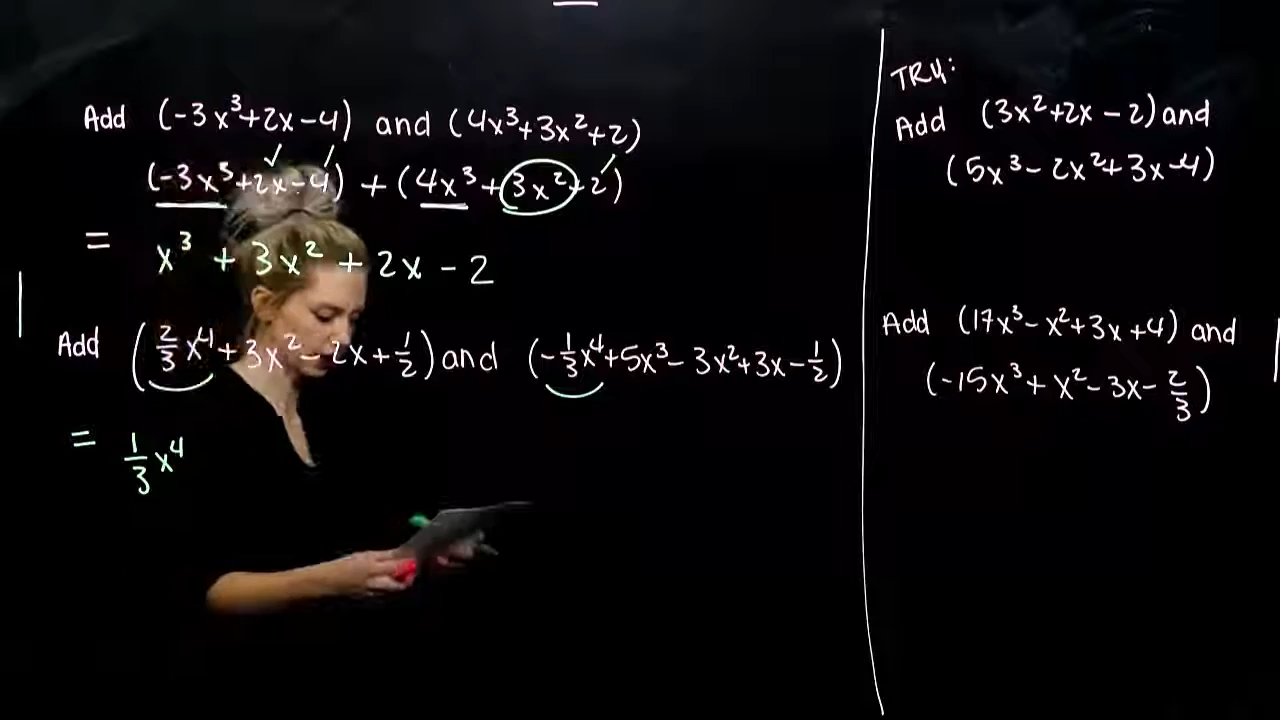 Add (-3x³+2x-4) and (4x³+3x²+2)
(-3x³+2x-4) + (4x³+3x²+2)
= x³ + 3x² + 2x - 2
Add (2/3x⁴+3x²-2x+1/2) and (-1/3x⁴+5x³-3x²+3x-1/2)
= 1/3x⁴
TRY:
Add (3x²+2x-2) and
(5x³-2x²+3x-4)
Add (17x³-x²+3x+4) and
(-15x³+x²-3x-2/3)